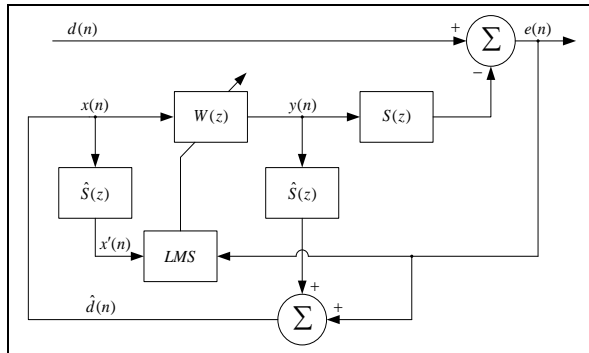 d(n)
+
∑
e(n)
−
x(n)
W(z)
y(n)
S(z)
Ŝ(z)
Ŝ(z)
x'(n)
LMS
d̂(n)
+
∑
+